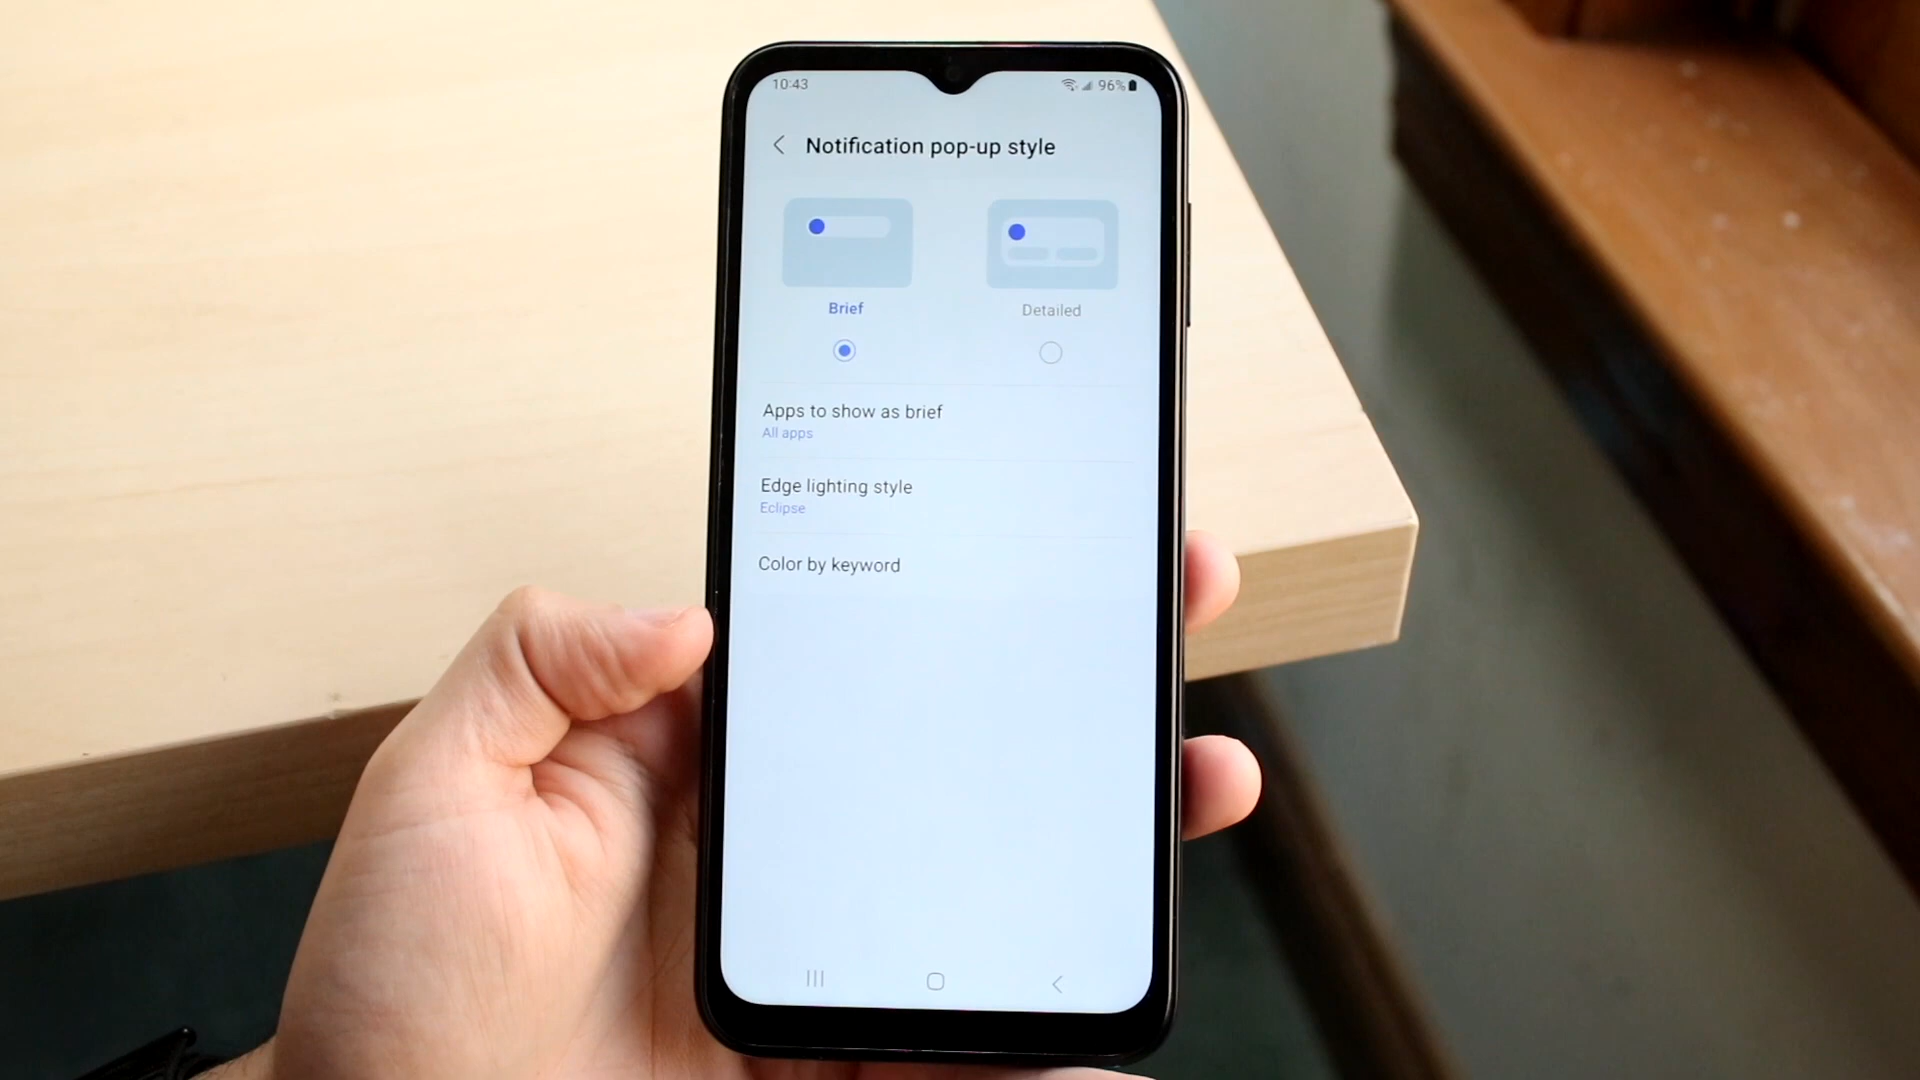 10:43 96%
Notification pop-up style
Brief Detailed
Apps to show as brief
All apps
Edge lighting style
Eclipse
Color by keyword